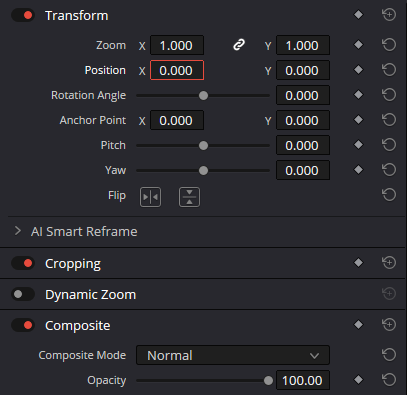 Transform
Zoom X 1.000 Y 1.000
Position X 0.000 Y 0.000
Rotation Angle 0.000
Anchor Point X 0.000 Y 0.000
Pitch 0.000
Yaw 0.000
Flip
AI Smart Reframe
Cropping
Dynamic Zoom
Composite
Composite Mode Normal
Opacity 100.00